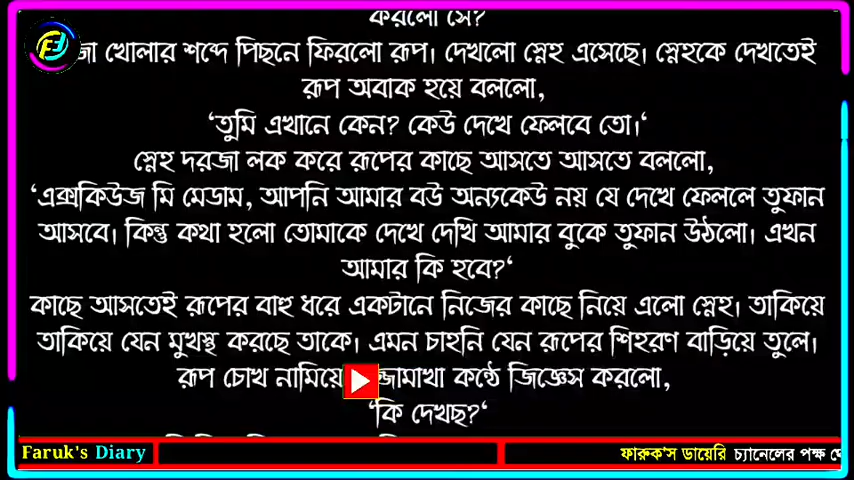 করলো সে?
খোলার শব্দে পিছনে ফিরলো রূপ। দেখলো স্নেহ এসেছে। স্নেহকে দেখতেই
রূপ অবাক হয়ে বললো,
‘তুমি এখানে কেন? কেউ দেখে ফেলবে তো।‘
স্নেহ দরজা লক করে রূপের কাছে আসতে আসতে বললো,
‘এক্সকিউজ মি মেডাম, আপনি আমার বউ অন্যকেউ নয় যে দেখে ফেললে তুফান
আসবে। কিন্তু কথা হলো তোমাকে দেখে দেখি আমার বুকে তুফান উঠলো। এখন
আমার কি হবে?‘
কাছে আসতেই রূপের বাহু ধরে একটানে নিজের কাছে নিয়ে এলো স্নেহ। তাকিয়ে
তাকিয়ে যেন মুখস্থ করছে তাকে। এমন চাহনি যেন রূপের শিহরণ বাড়িয়ে তুলে।
রূপ চোখ নামিয়ে কন্ঠে জিজ্ঞেস করলো,
‘কি দেখছ?‘
Faruk's Diary
ফারুক'স ডায়েরি চ্যানেলের পক্ষ